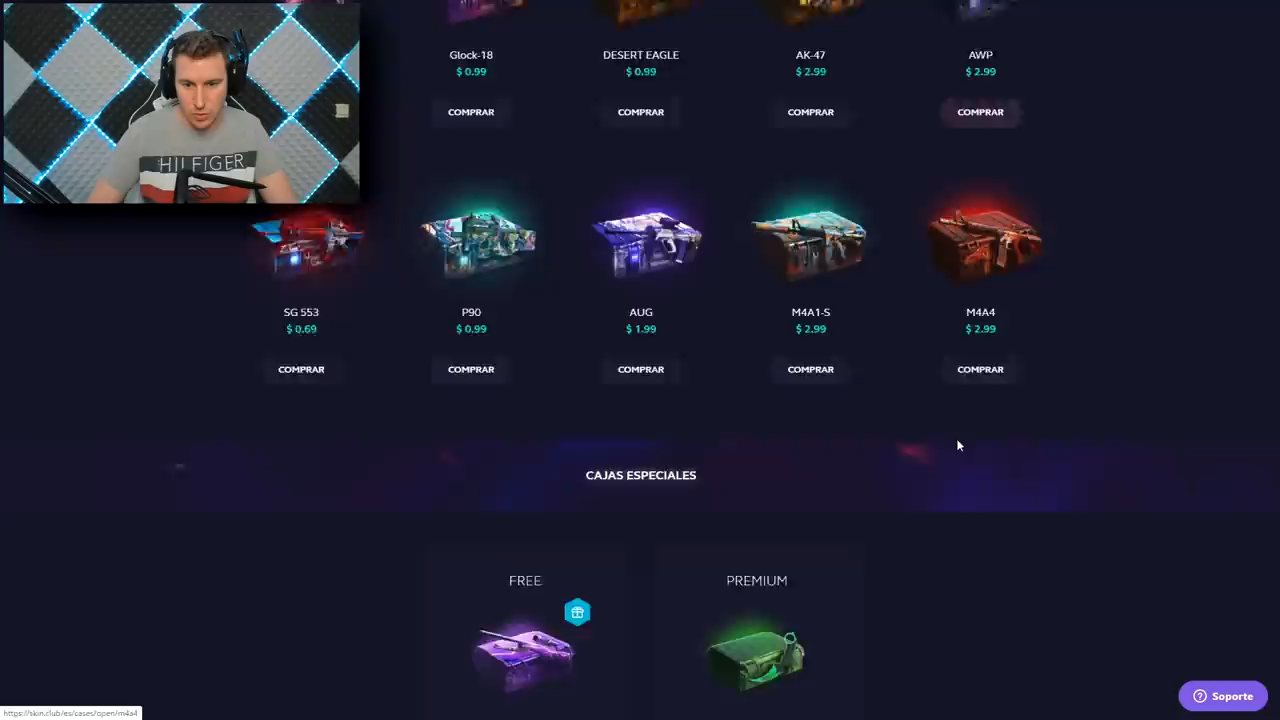 Glock-18
$ 0.99
COMPRAR
DESERT EAGLE
$ 0.99
COMPRAR
AK-47
$ 2.99
COMPRAR
AWP
$ 2.99
COMPRAR
HILFIGER
SG 553
$ 0.69
COMPRAR
P90
$ 0.99
COMPRAR
AUG
$ 1.99
COMPRAR
M4A1-S
$ 2.99
COMPRAR
M4A4
$ 2.99
COMPRAR
CAJAS ESPECIALES
FREE
PREMIUM
Soporte
https://skin.club/es/cases/open/m4a4